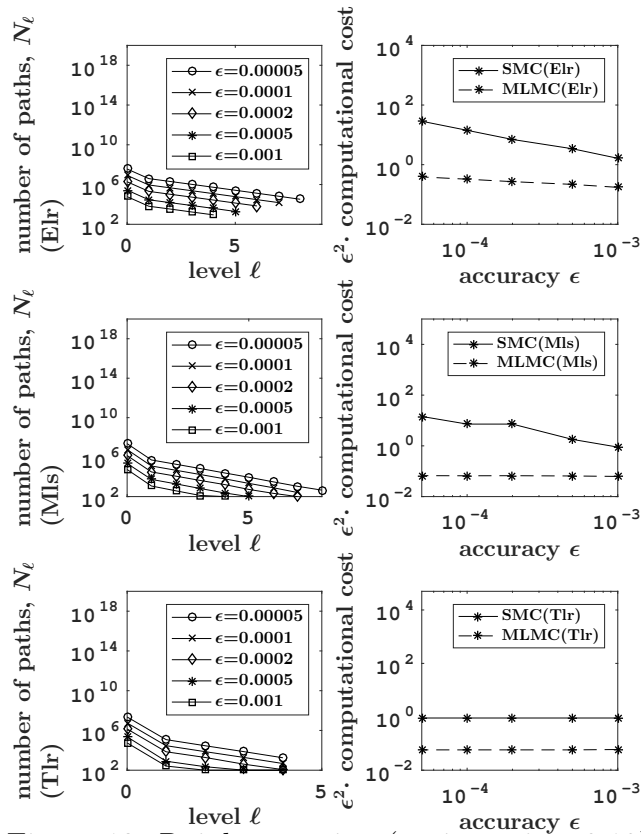 number of paths, N_ℓ
(Elr)
10^18
10^14
10^10
10^6
10^2
ϵ=0.00005
ϵ=0.0001
ϵ=0.0002
ϵ=0.0005
ϵ=0.001
0
5
level ℓ
ϵ²· computational cost
10^4
10^2
10^0
10^-2
SMC(Elr)
MLMC(Elr)
10^-4
10^-3
accuracy ϵ
number of paths, N_ℓ
(Mls)
10^18
10^14
10^10
10^6
10^2
ϵ=0.00005
ϵ=0.0001
ϵ=0.0002
ϵ=0.0005
ϵ=0.001
0
5
level ℓ
ϵ²· computational cost
10^4
10^2
10^0
10^-2
SMC(Mls)
MLMC(Mls)
10^-4
10^-3
accuracy ϵ
number of paths, N_ℓ
(Tlr)
10^18
10^14
10^10
10^6
10^2
ϵ=0.00005
ϵ=0.0001
ϵ=0.0002
ϵ=0.0005
ϵ=0.001
0
5
level ℓ
ϵ²· computational cost
10^4
10^2
10^0
10^-2
SMC(Tlr)
MLMC(Tlr)
10^-4
10^-3
accuracy ϵ